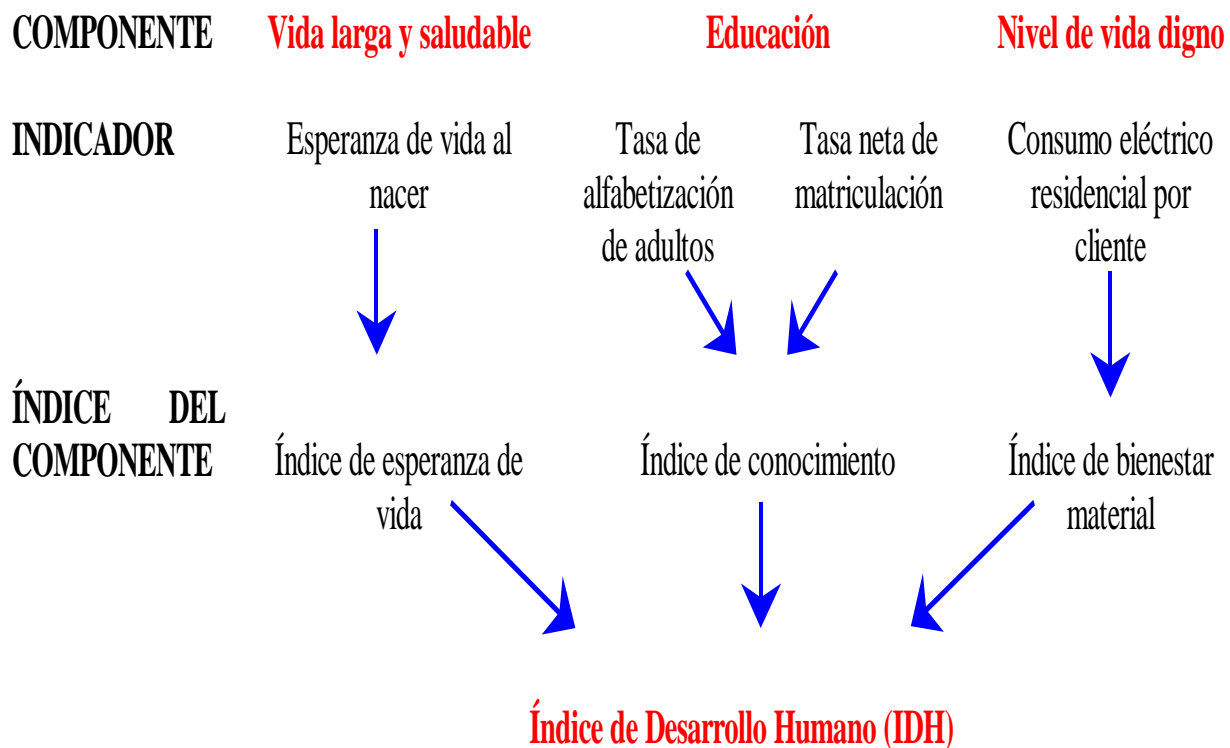 COMPONENTE Vida larga y saludable Educación Nivel de vida digno
INDICADOR
Esperanza de vida al
nacer
Tasa de
alfabetización
de adultos
Tasa neta de
matriculación
Consumo eléctrico
residencial por
cliente
ÍNDICE DEL
COMPONENTE
Índice de esperanza de
vida
Índice de conocimiento
Índice de bienestar
material
Índice de Desarrollo Humano (IDH)